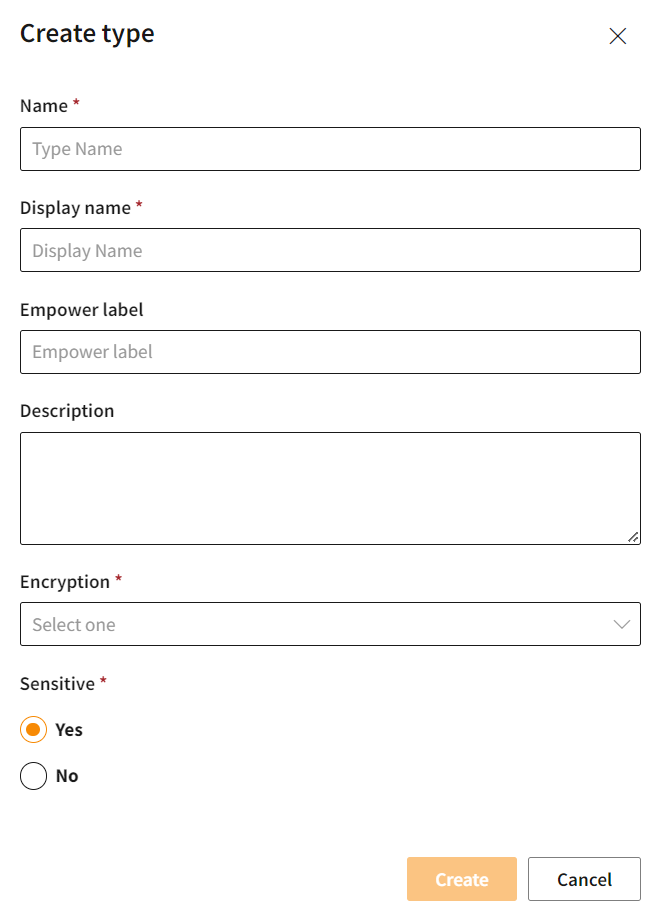 Create type
Name *
Type Name
Display name *
Display Name
Empower label
Empower label
Description
Encryption *
Select one
Sensitive *
Yes
No
Create Cancel